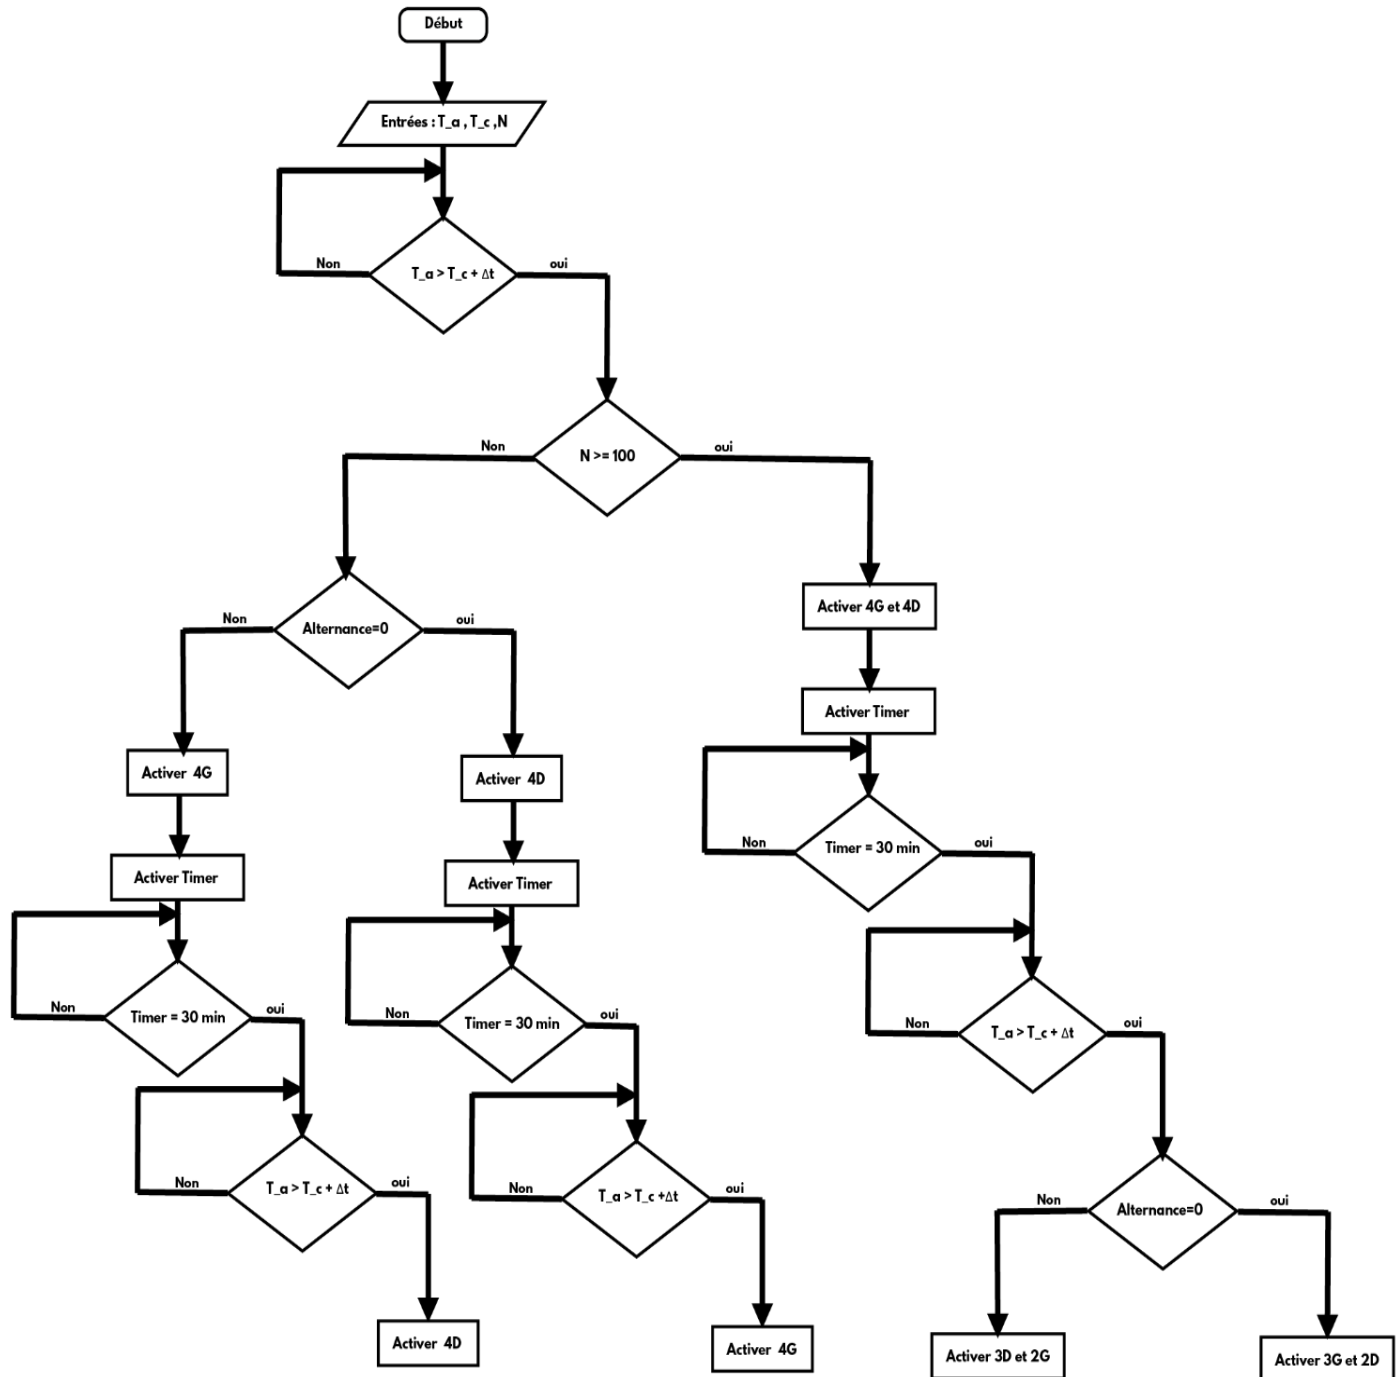 Début
Entrées : T_a , T_c ,N
Non
T_a > T_c + Δt
oui
Non
N >= 100
oui
Non
Alternance=0
oui
Activer 4G et 4D
Activer Timer
Activer 4G
Activer 4D
Non
Timer = 30 min
oui
Activer Timer
Activer Timer
Non
Timer = 30 min
oui
Non
Timer = 30 min
oui
Non
T_a > T_c + Δt
oui
Non
T_a > T_c + Δt
oui
Non
T_a > T_c +Δt
oui
Non
Alternance=0
oui
Activer 4D
Activer 4G
Activer 3D et 2G
Activer 3G et 2D